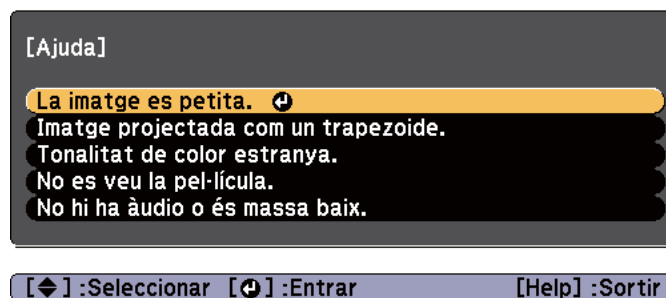 [Ajuda]
La imatge es petita.
Imatge projectada com un trapezoide.
Tonalitat de color estranya.
No es veu la pel·lícula.
No hi ha àudio o és massa baix.
[◆] :Seleccionar [⏎] :Entrar [Help] :Sortir